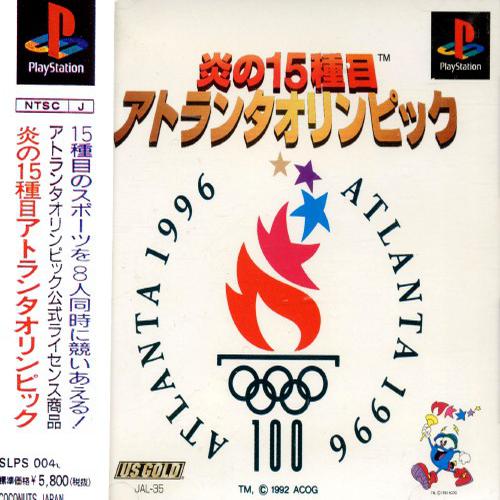 PlayStation
NTSC J
15種目のスポーツを8人同時に競いあえる!
アトランタオリンピック公式ライセンス商品
炎の15種目アトランタオリンピック
SLPS
標準価格¥5,800(税抜)
COCONUTS JAPAN
PlayStation
PlayStation
炎の15種目™
アトランタオリンピック
ATLANTA 1996
ATLANTA 1996
100
U.S. GOLD
JAL-35
TM, © 1992 ACOG